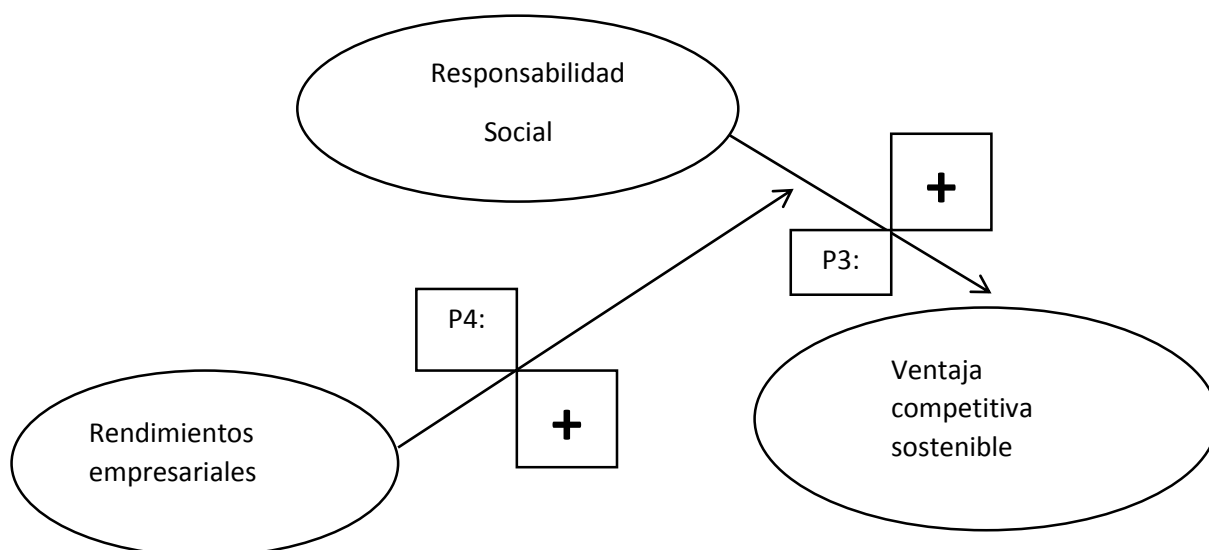 Responsabilidad
Social
+
P3:
P4:
+
Rendimientos
empresariales
Ventaja
competitiva
sostenible